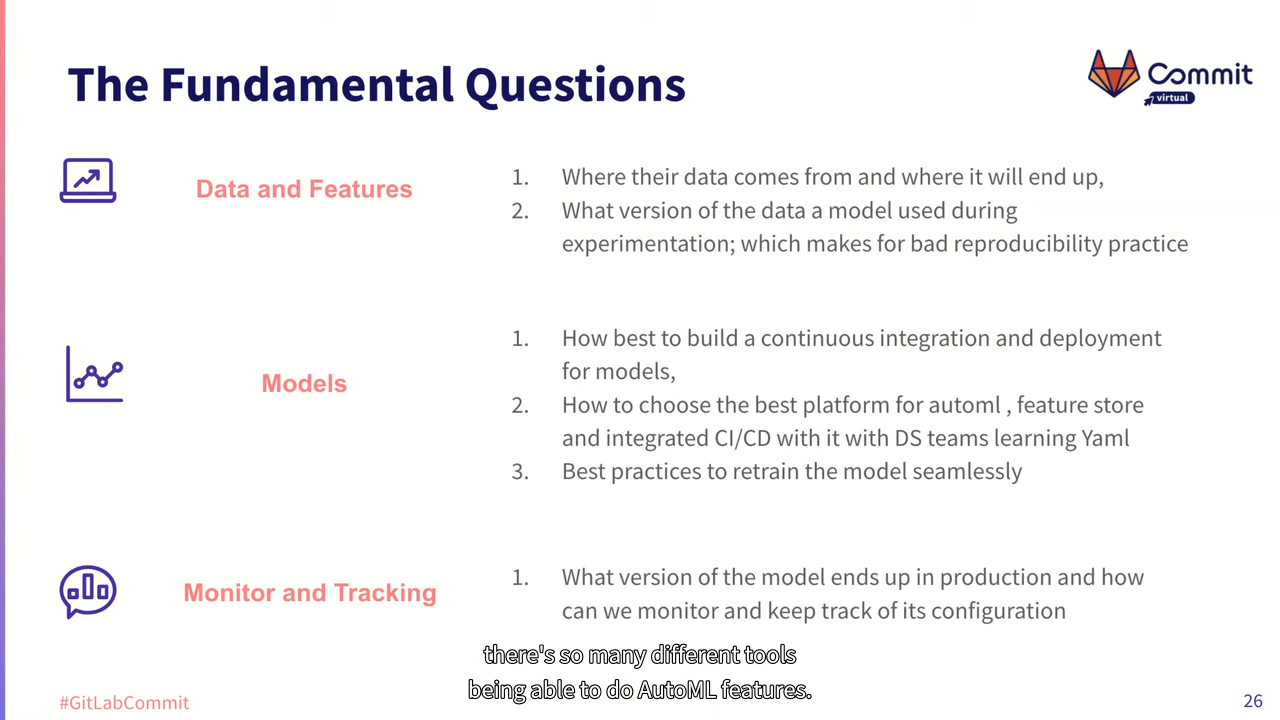 The Fundamental Questions
Commit
virtual
Data and Features
1. Where their data comes from and where it will end up,
2. What version of the data a model used during
experimentation; which makes for bad reproducibility practice
Models
1. How best to build a continuous integration and deployment
for models,
2. How to choose the best platform for automl , feature store
and integrated CI/CD with it with DS teams learning Yaml
3. Best practices to retrain the model seamlessly
Monitor and Tracking
1. What version of the model ends up in production and how
can we monitor and keep track of its configuration
there's so many different tools
being able to do AutoML features.
#GitLabCommit
26